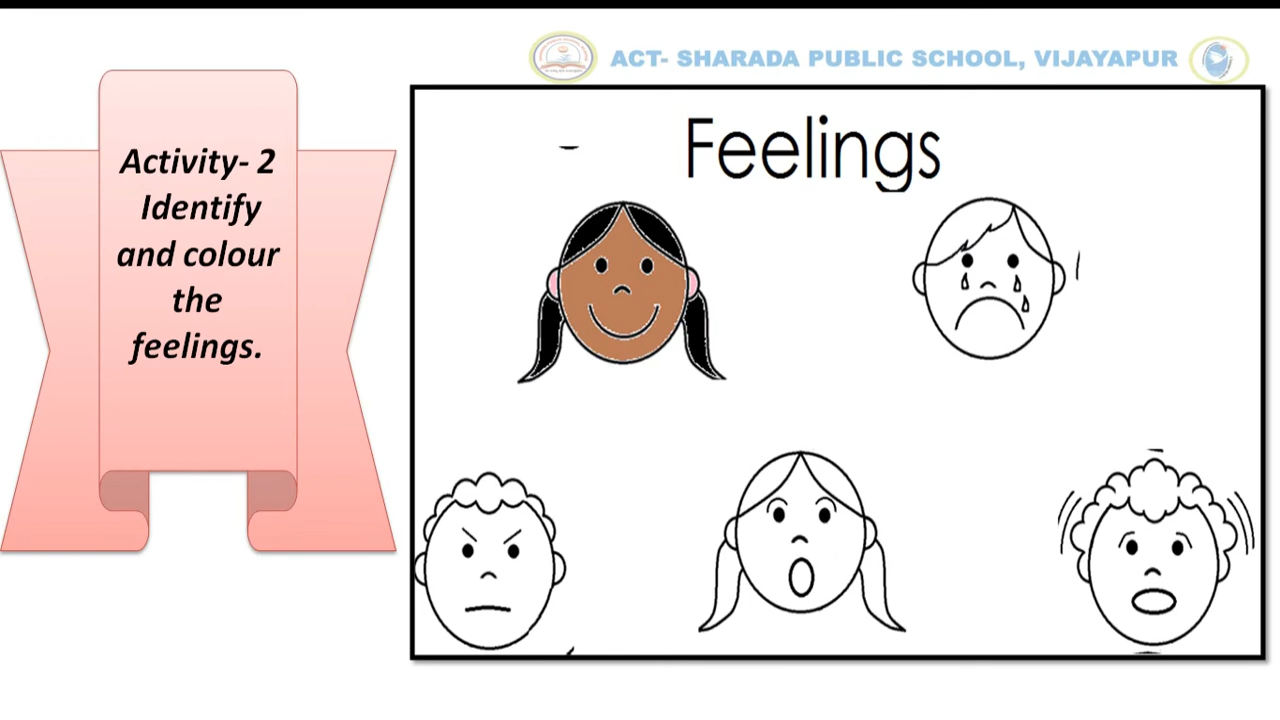 ACT- SHARADA PUBLIC SCHOOL, VIJAYAPUR
Activity- 2
Identify
and colour
the
feelings.
Feelings